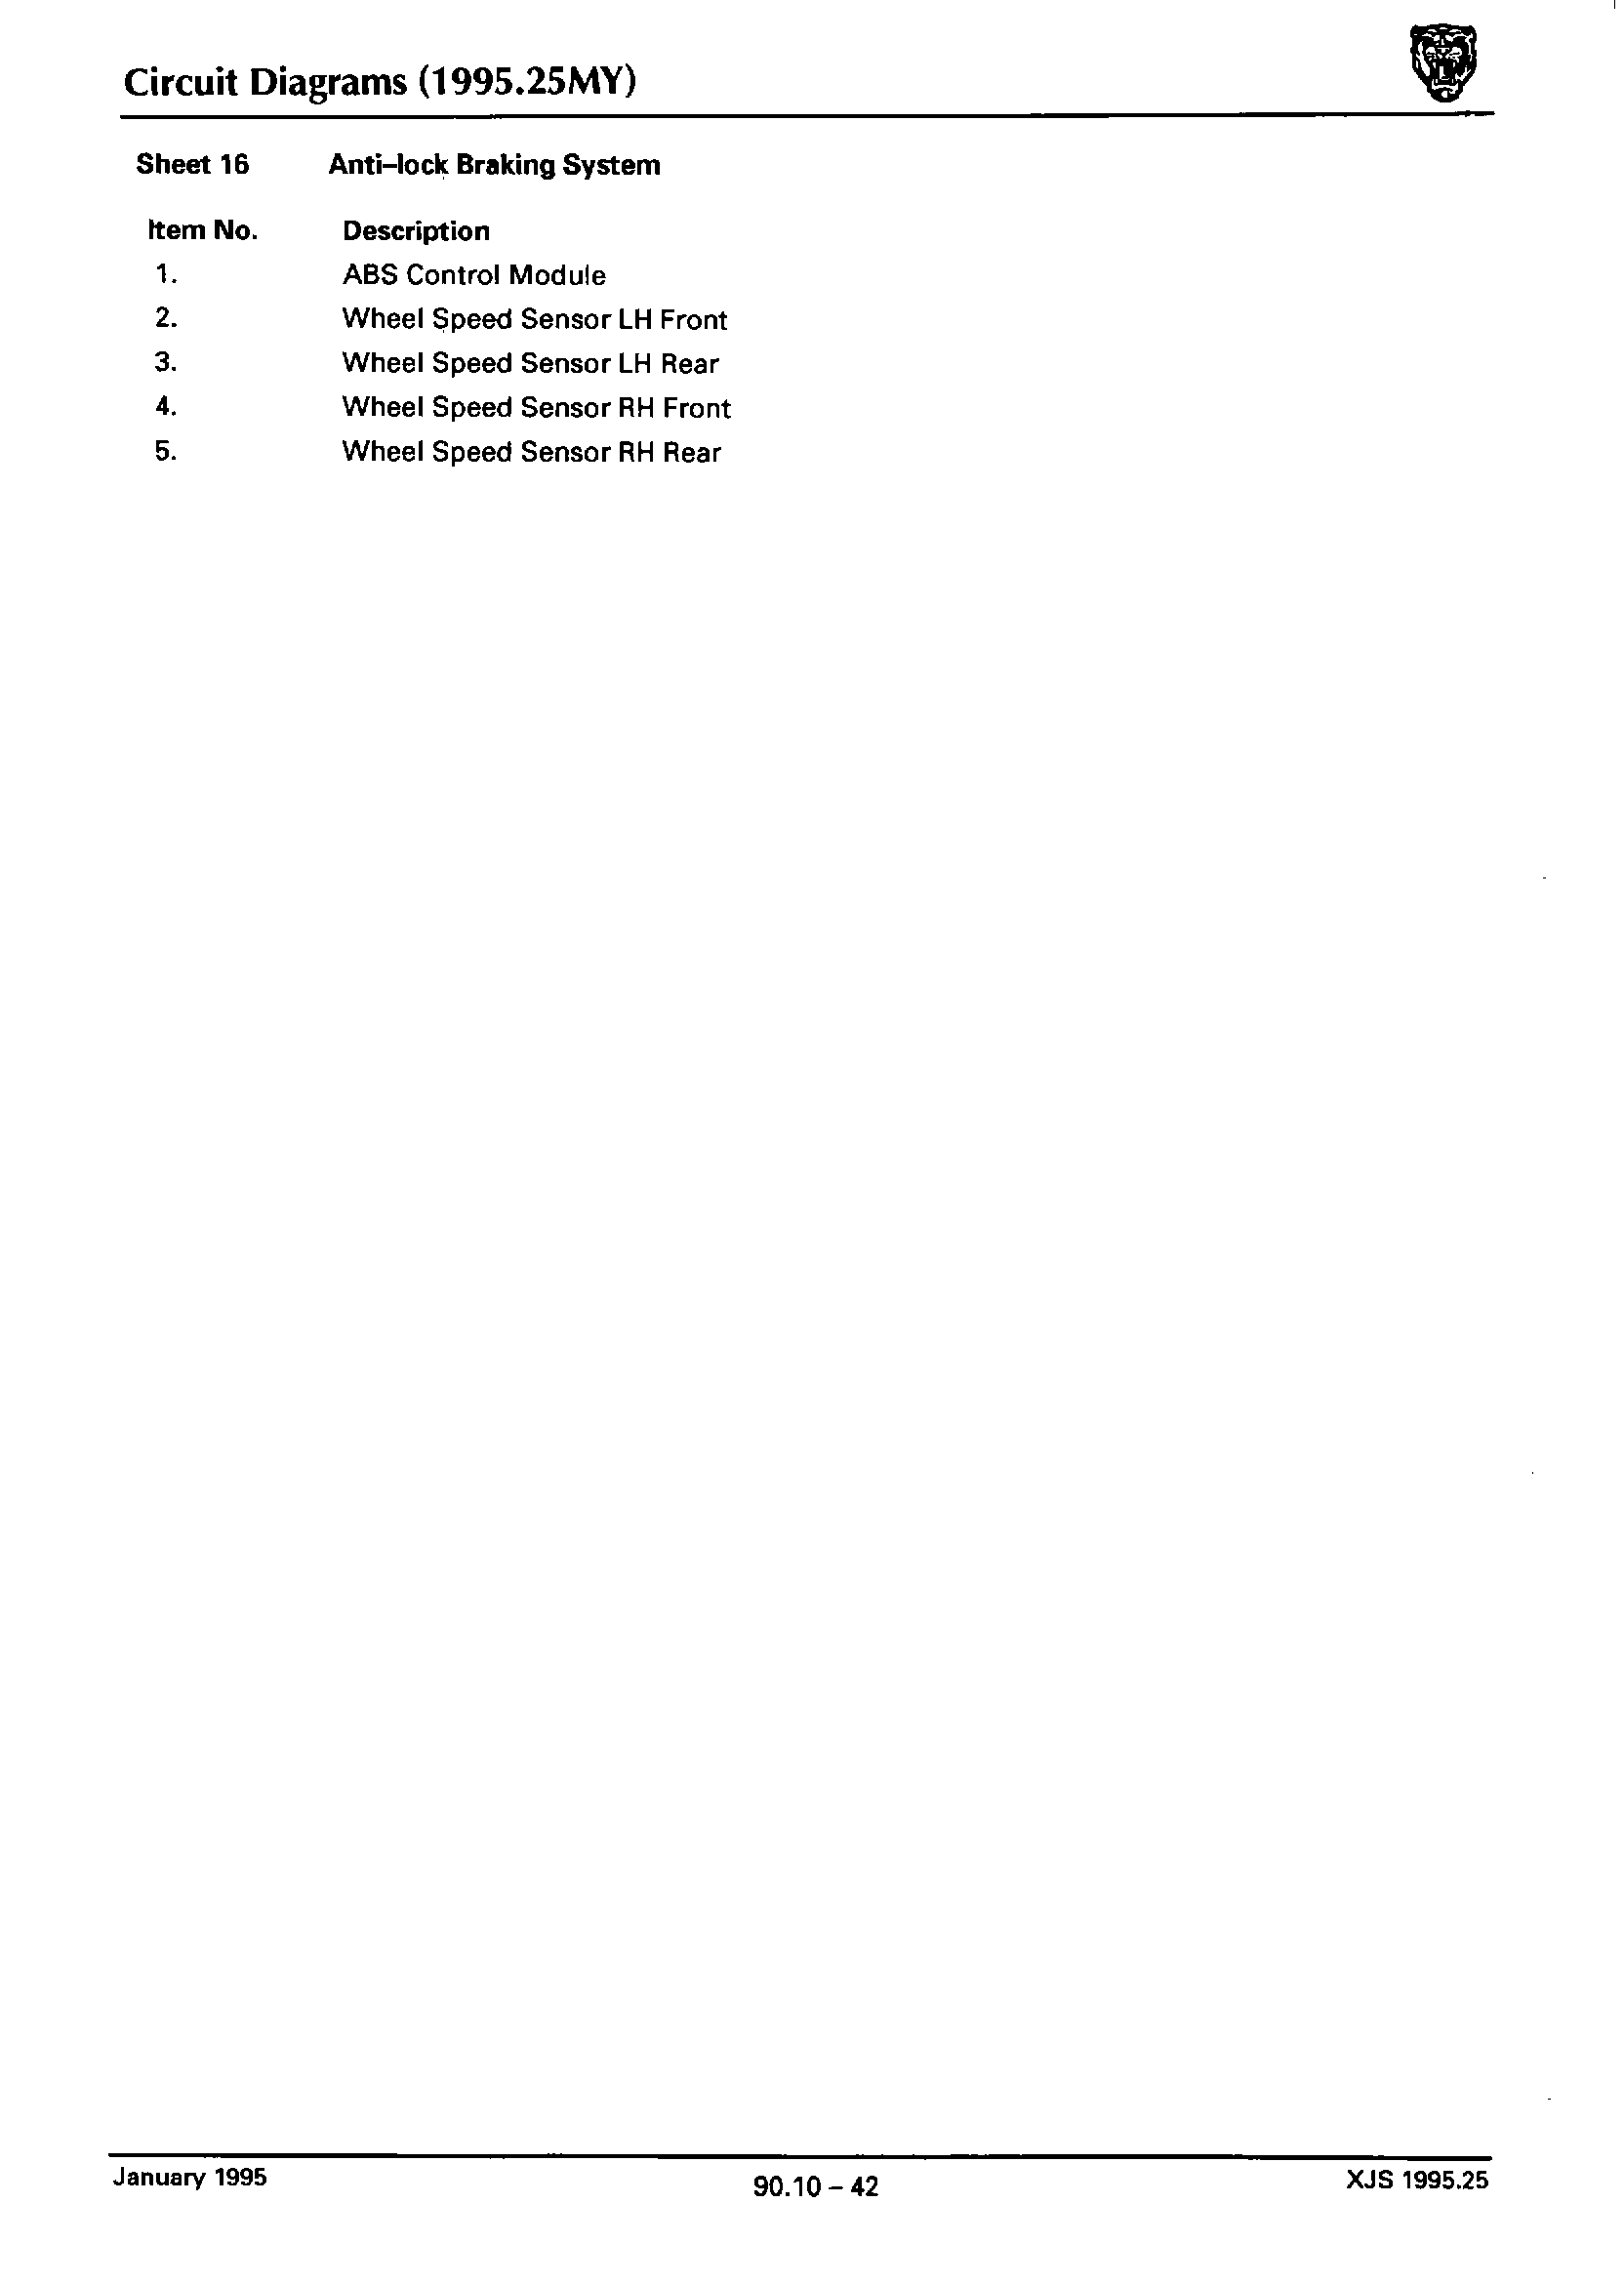 Circuit Diagrams (1995.25MY)
Sheet 16 Anti–lock Braking System
Item No. Description
1. ABS Control Module
2. Wheel Speed Sensor LH Front
3. Wheel Speed Sensor LH Rear
4. Wheel Speed Sensor RH Front
5. Wheel Speed Sensor RH Rear
January 1995 90.10 – 42 XJS 1995.25